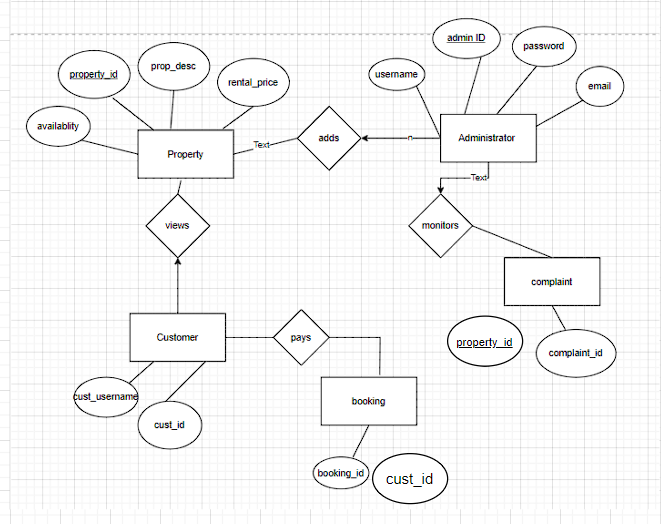 admin ID
password
prop_desc
property_id
username
rental_price
email
availablity
adds
n
Administrator
Text
Property
Text
views
monitors
complaint
Customer
pays
property_id
complaint_id
cust_username
booking
cust_id
booking_id
cust_id